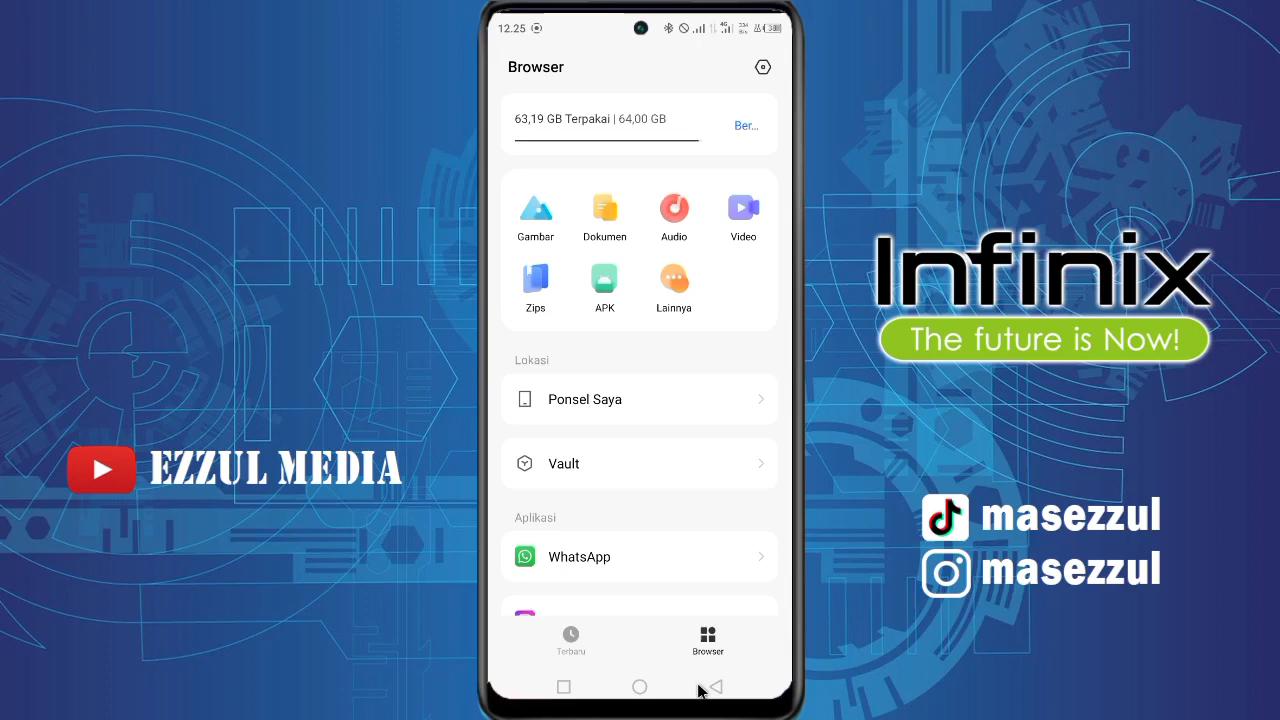 12.25
Browser
63,19 GB Terpakai | 64,00 GB
Ber...
Gambar
Dokumen
Audio
Video
Zips
APK
Lainnya
Lokasi
Ponsel Saya
Vault
Aplikasi
WhatsApp
Terbaru
Browser
EZZUL MEDIA
Infinix
The future is Now!
masezzul
masezzul